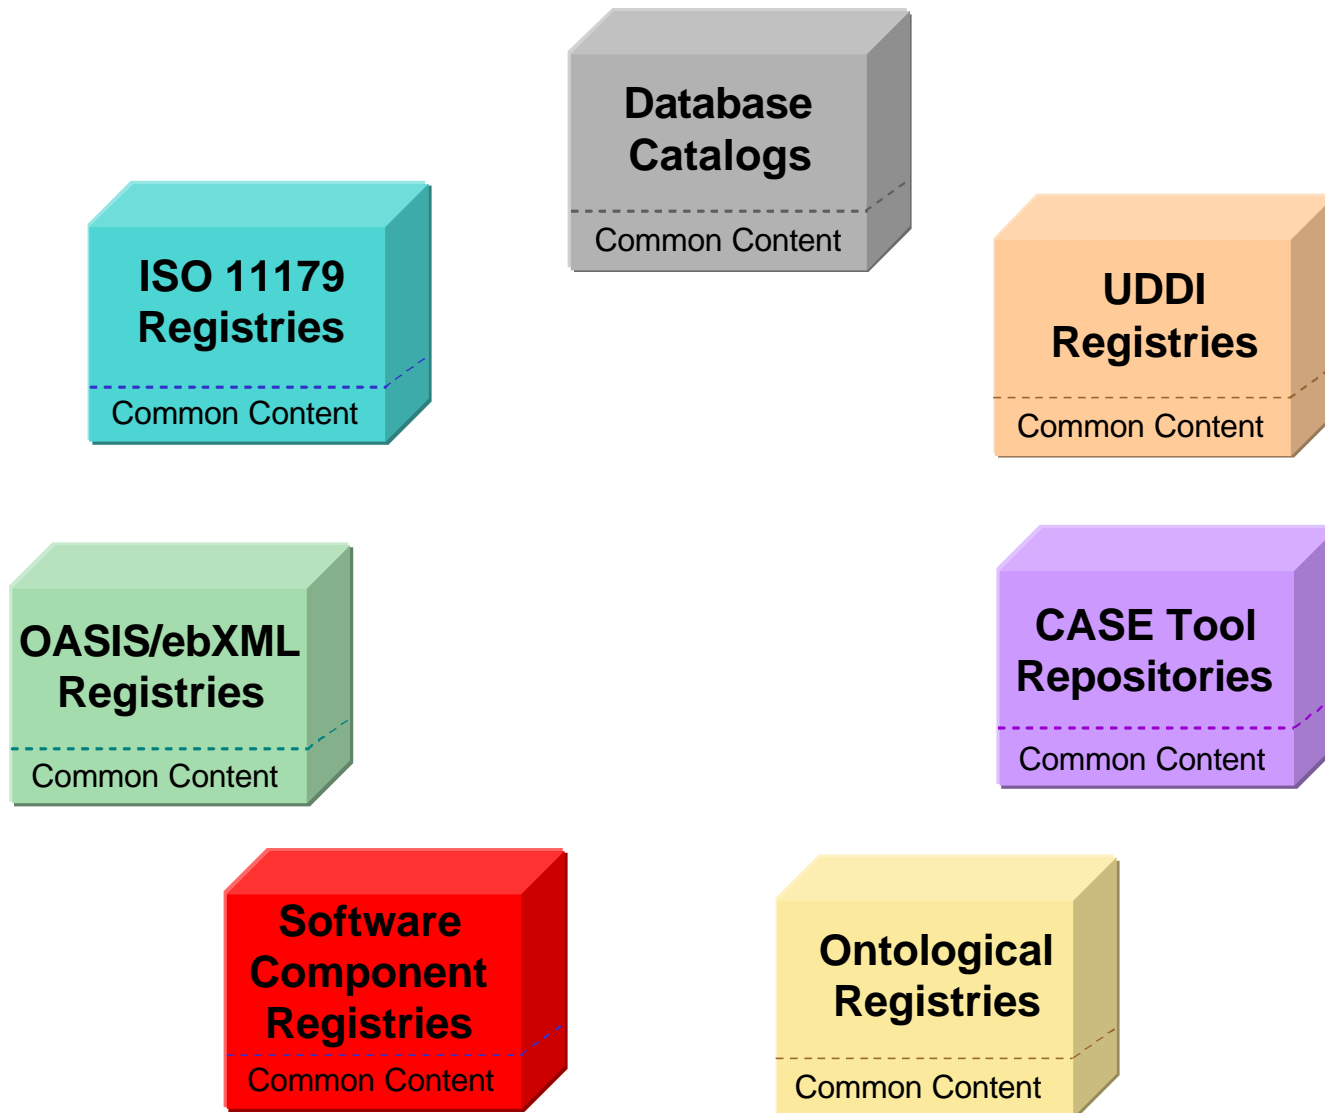 Database
Catalogs
Common Content
ISO 11179
Registries
Common Content
UDDI
Registries
Common Content
OASIS/ebXML
Registries
Common Content
CASE Tool
Repositories
Common Content
Software
Component
Registries
Common Content
Ontological
Registries
Common Content